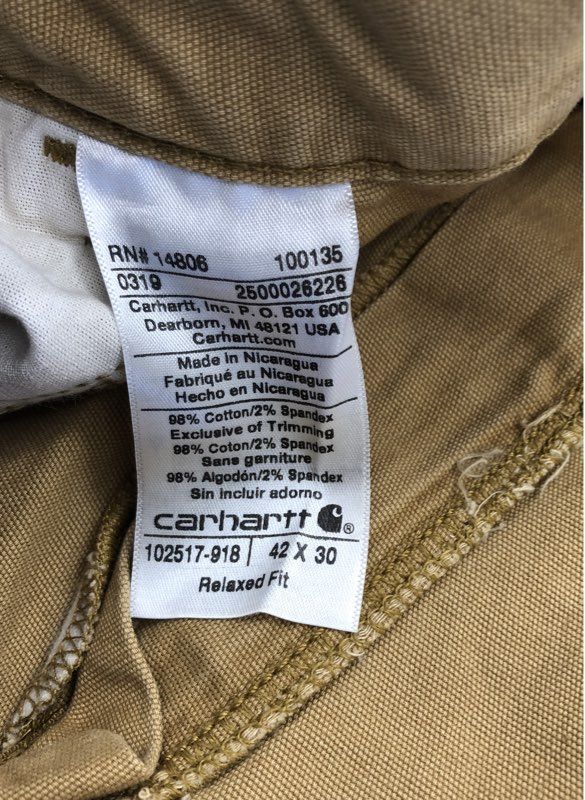 RN# 14806 100135
0319 2500026226
Carhartt, Inc. P. O. Box 600
Dearborn, MI 48121 USA
Carhartt.com
Made in Nicaragua
Fabriqué au Nicaragua
Hecho en Nicaragua
98% Cotton/2% Spandex
Exclusive of Trimming
98% Coton/2% Spandex
Sans garniture
98% Algodón/2% Spandex
Sin incluir adorno
carhartt ®
102517-918 | 42 X 30
Relaxed Fit